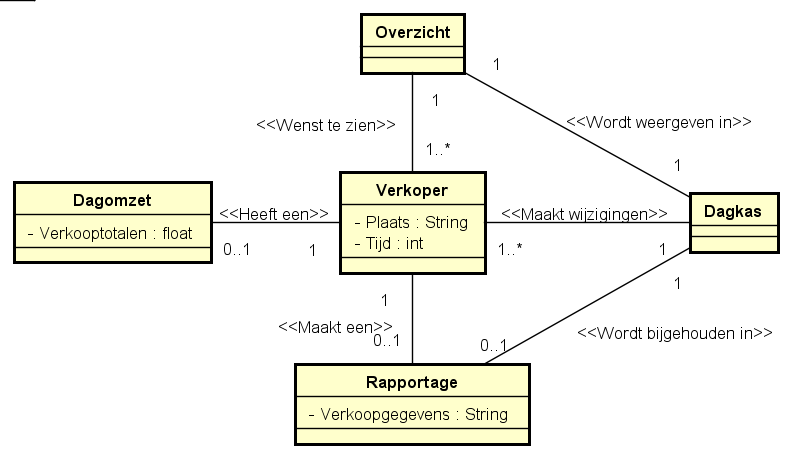 Overzicht
1
1
<<Wordt weergeven in>>
<<Wenst te zien>>
1..*
1
Verkoper
- Plaats : String
- Tijd : int
Dagomzet
- Verkooptotalen : float
<<Heeft een>>
0..1
1
<<Maakt wijzigingen>>
1..*
1
Dagkas
1
1
<<Maakt een>>
0..1
<<Wordt bijgehouden in>>
0..1
Rapportage
- Verkoopgegevens : String